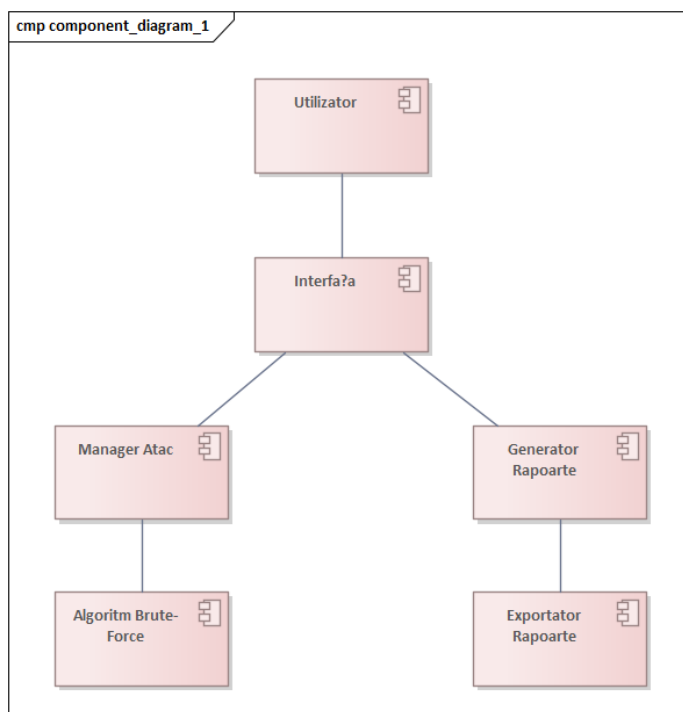 cmp component_diagram_1
Utilizator
Interfa?a
Manager Atac
Generator
Rapoarte
Algoritm Brute-
Force
Exportator
Rapoarte